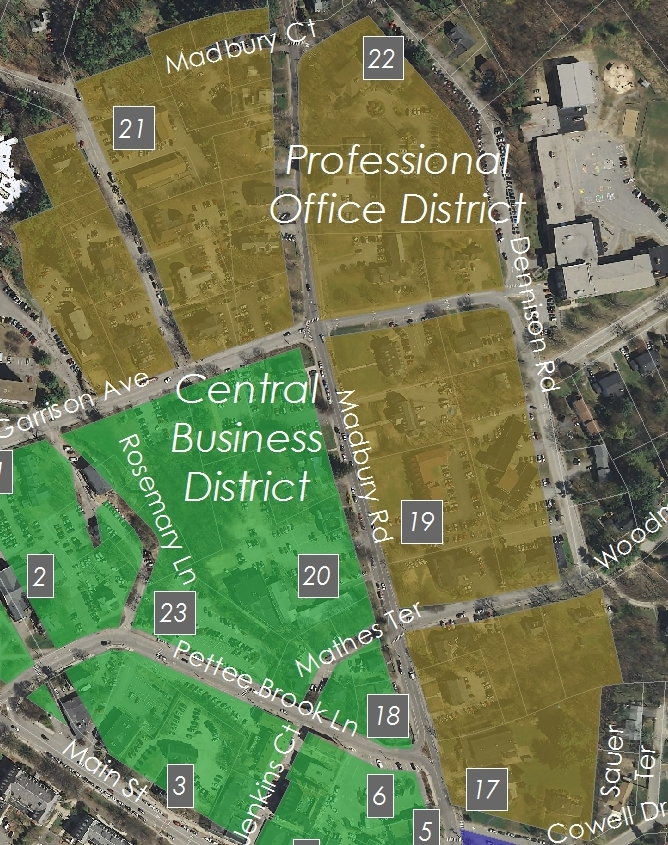 Madbury Ct
22
21
Professional
Office District
Dennison Rd
Garrison Ave
Central
Business
District
Rosemary Ln
Madbury Rd
19
2
20
23
Mathes Ter
Pettee Brook Ln
18
Main St
3
Jenkins Ct
6
5
17
Sauer
Ter
Cowell Dr